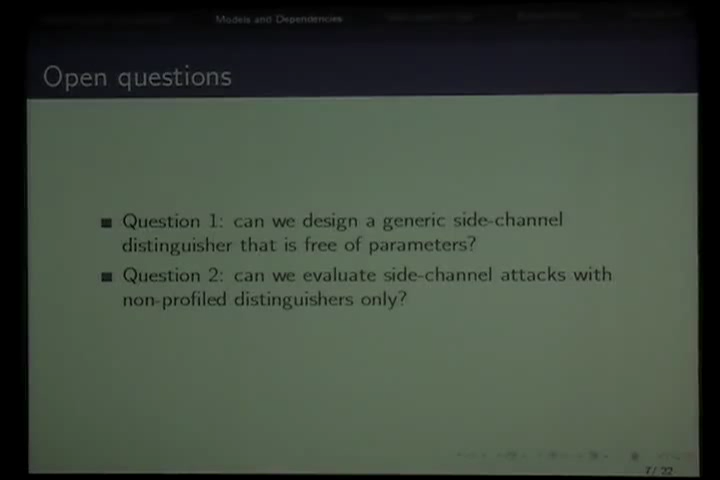 Models and Dependencies
Open questions
Question 1: can we design a generic side-channel
distinguisher that is free of parameters?
Question 2: can we evaluate side-channel attacks with
non-profiled distinguishers only?
7/22